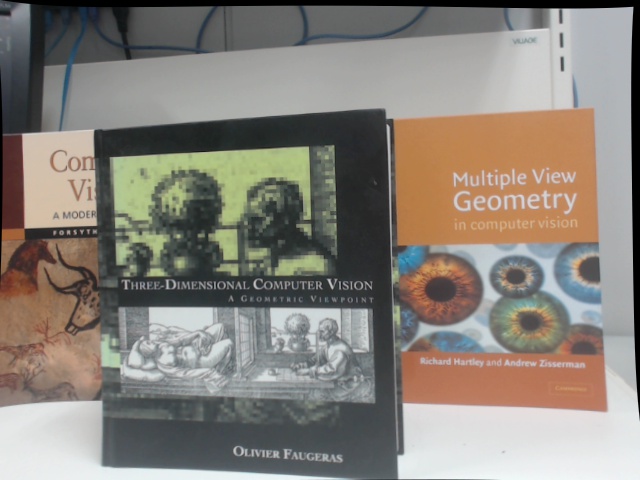 Com
Vis
A MODER
FORSYTH
THREE-DIMENSIONAL COMPUTER VISION
A GEOMETRIC VIEWPOINT
OLIVIER FAUGERAS
Multiple View
Geometry
in computer vision
Richard Hartley and Andrew Zisserman